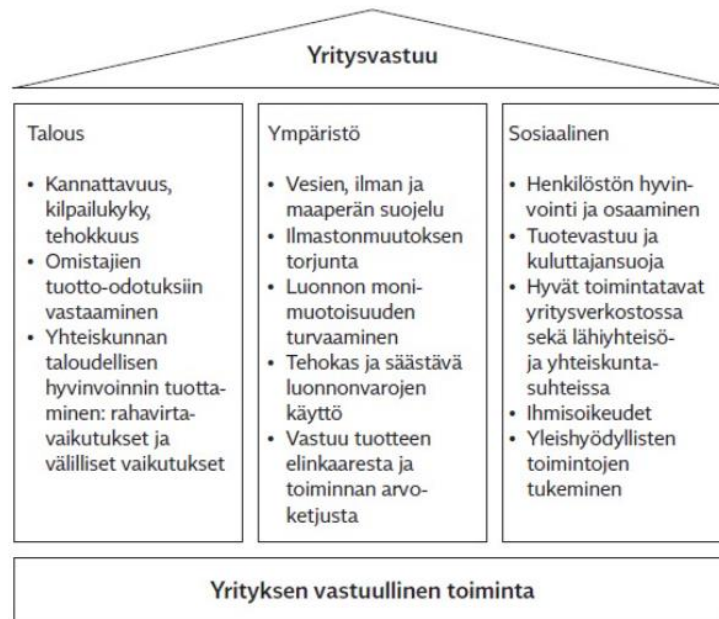 Yritysvastuu
Talous
• Kannattavuus,
kilpailukyky,
tehokkuus
• Omistajien
tuotto-odotuksiin
vastaaminen
• Yhteiskunnan
taloudellisen
hyvinvoinnin tuotta-
minen: rahavirta-
vaikutukset ja
välilliset vaikutukset
Ympäristö
• Vesien, ilman ja
maaperän suojelu
• Ilmastonmuutoksen
torjunta
• Luonnon moni-
muotoisuuden
turvaaminen
• Tehokas ja säästävä
luonnonvarojen
käyttö
• Vastuu tuotteen
elinkaaresta ja
toiminnan arvo-
ketjusta
Sosiaalinen
• Henkilöstön hyvin-
vointi ja osaaminen
• Tuotevastuu ja
kuluttajansuoja
• Hyvät toimintatavat
yritysverkostossa
sekä lähiyhteisö-
ja yhteiskunta-
suhteissa
• Ihmisoikeudet
• Yleishyödyllisten
toimintojen
tukeminen
Yrityksen vastuullinen toiminta